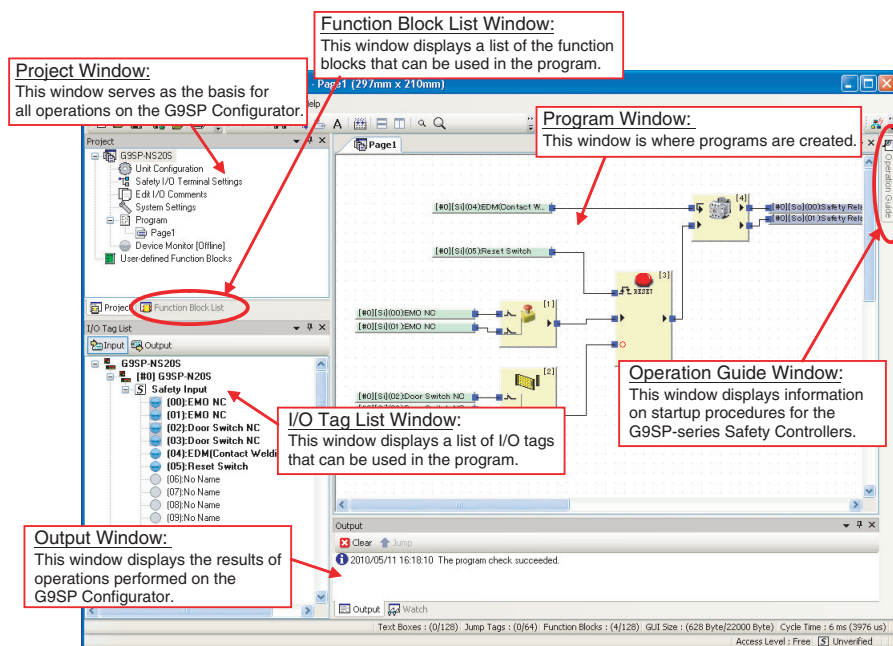 Function Block List Window:
This window displays a list of the function
blocks that can be used in the program.
Project Window:
This window serves as the basis for
all operations on the G9SP Configurator.
- Page1 (297mm x 210mm)
Program Window:
This window is where programs are created.
Project
G9SP-NS20S
Unit Configuration
Safety I/O Terminal Settings
Edit I/O Comments
System Settings
Program
Page1
Device Monitor [Offline]
User-defined Function Blocks
Project
Function Block List
Page1
Operation Guide
[#0][Si](04):EDM(Contact W..
[4]
[#0][So](00):Safety Rela
[#0][So](01):Safety Rela
[#0][Si](05):Reset Switch
[3]
RESET
[1]
[#0][Si](00):EMO NC
[#0][Si](01):EMO NC
[2]
[#0][Si](02):Door Switch NC
I/O Tag List
Input
Output
G9SP-NS20S
[#0] G9SP-N20S
S Safety Input
(00):EMO NC
(01):EMO NC
(02):Door Switch NC
(03):Door Switch NC
(04):EDM(Contact Weldi
(05):Reset Switch
(06):No Name
(07):No Name
(08):No Name
(09):No Name
I/O Tag List Window:
This window displays a list of I/O tags
that can be used in the program.
Operation Guide Window:
This window displays information
on startup procedures for the
G9SP-series Safety Controllers.
Output Window:
This window displays the results of
operations performed on the
G9SP Configurator.
Output
Clear
Jump
2010/05/11 16:18:10 The program check succeeded.
Output
Watch
Text Boxes : (0/128) Jump Tags : (0/64) Function Blocks : (4/128) GUI Size : (628 Byte/22000 Byte) Cycle Time : 6 ms (3976 us)
Access Level : Free S Unverified